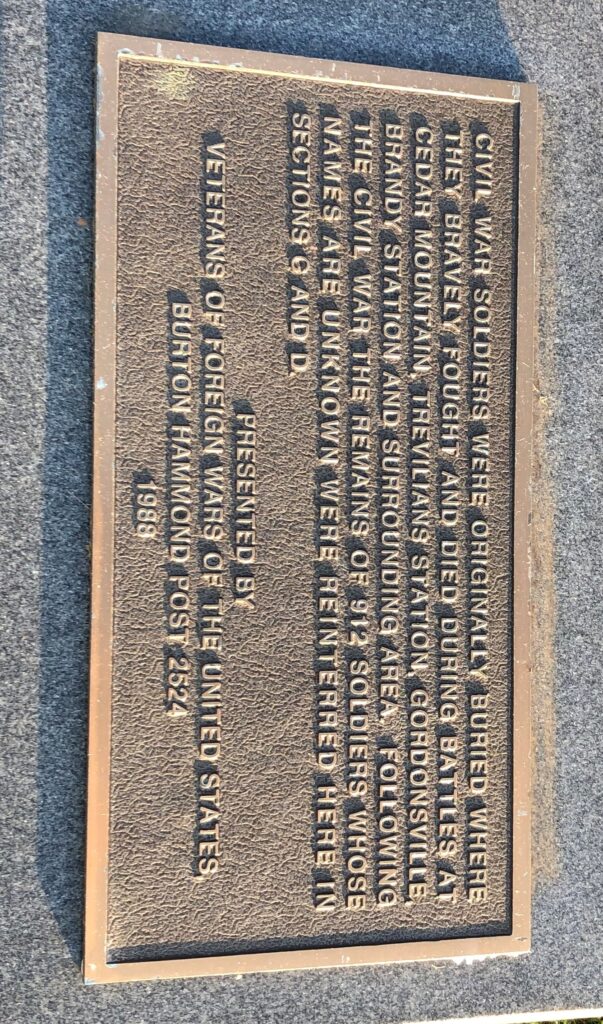 CIVIL WAR SOLDIERS WERE ORIGINALLY BURIED WHERE
THEY BRAVELY FOUGHT AND DIED DURING BATTLES AT
CEDAR MOUNTAIN, TREVILIANS STATION, GORDONSVILLE,
BRANDY STATION AND SURROUNDING AREA. FOLLOWING
THE CIVIL WAR THE REMAINS OF 912 SOLDIERS WHOSE
NAMES ARE UNKNOWN WERE REINTERRED HERE IN
SECTIONS C AND D.
PRESENTED BY
VETERANS OF FOREIGN WARS OF THE UNITED STATES,
BURTON HAMMOND POST 2524
1988